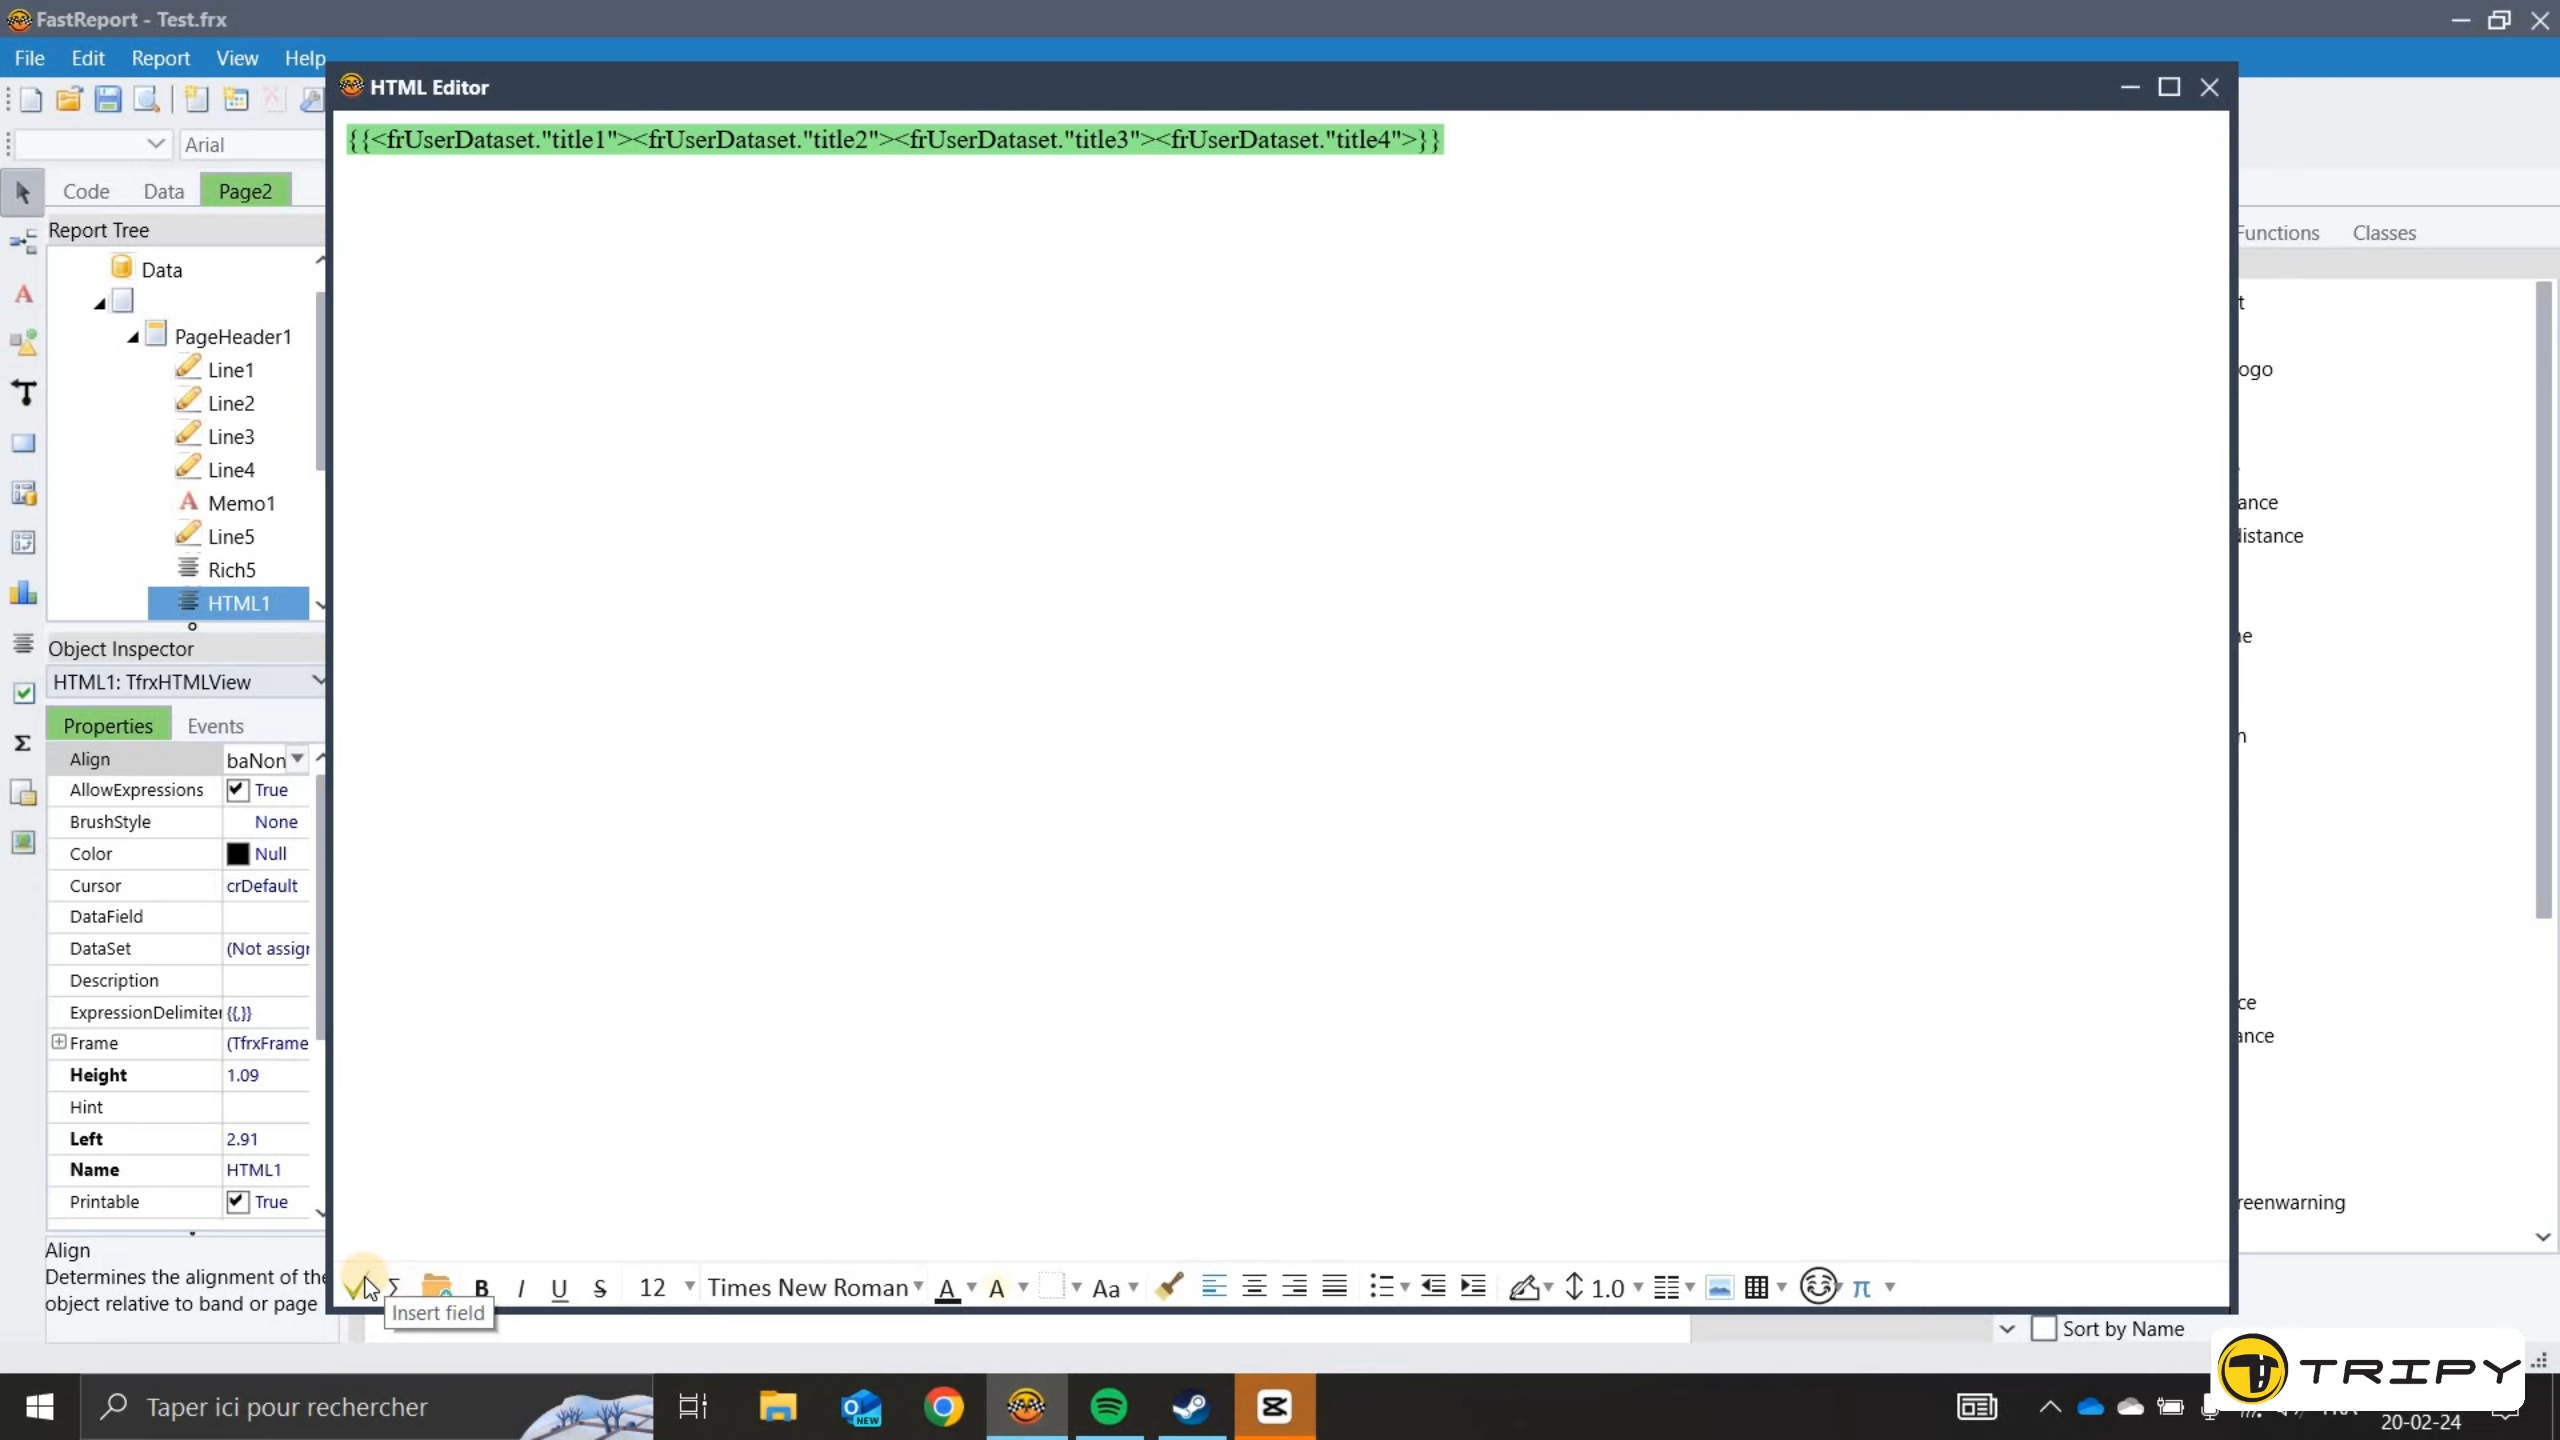 FastReport - Test.frx
File Edit Report View Help
HTML Editor
Arial
{{<frUserDataset."title1"><frUserDataset."title2"><frUserDataset."title3"><frUserDataset."title4">}}
Code Data Page2
Report Tree
Functions Classes
Data
PageHeader1
Line1
Line2
Line3
Line4
Memo1
Line5
Rich5
HTML1
ogo
ance
distance
Object Inspector
HTML1: TfrxHTMLView
Properties Events
Align baNon
AllowExpressions True
BrushStyle None
Color Null
Cursor crDefault
DataField
DataSet (Not assigr
Description
ExpressionDelimiter {{,}}
Frame (TfrxFrame
Height 1.09
Hint
Left 2.91
Name HTML1
Printable True
ce
ance
reenwarning
Align
Determines the alignment of the
object relative to band or page
B I U S 12 Times New Roman A A Aa 1.0 π
Insert field
Sort by Name
TRIPY
Taper ici pour rechercher
NEW
20-02-24